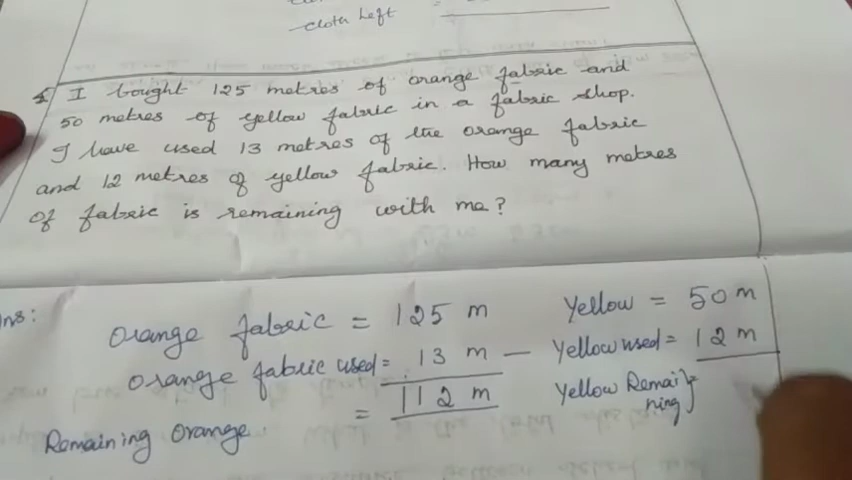 cloth left
I bought 125 metres of orange fabric and
50 metres of yellow fabric in a fabric shop.
I have used 13 metres of the orange fabric
and 12 metres of yellow fabric. How many metres
of fabric is remaining with me?
Ans:
Orange fabric = 125 m
Orange fabric used = 13 m
Remaining Orange = 112 m
Yellow = 50 m
— Yellow used = 12 m
Yellow Remai
ning } =